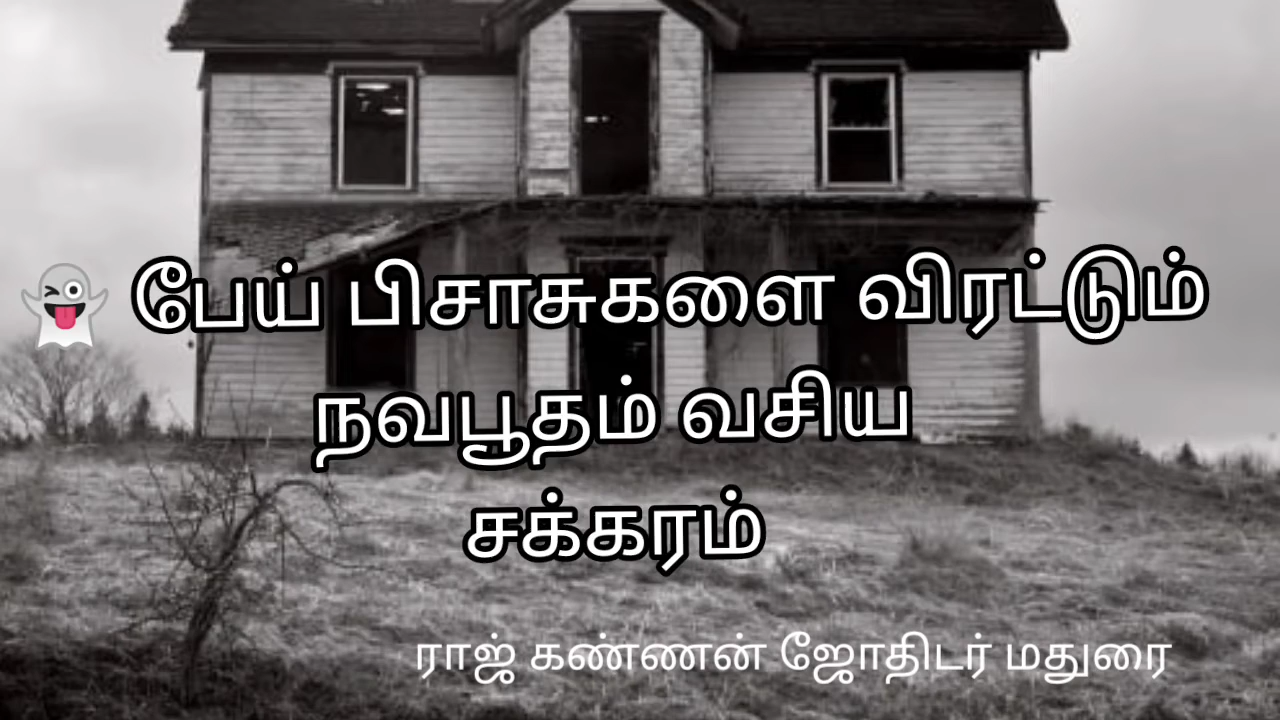 👻 பேய் பிசாசுகளை விரட்டும்
நவபூதம் வசிய
சக்கரம்
ராஜ் கண்ணன் ஜோதிடர் மதுரை